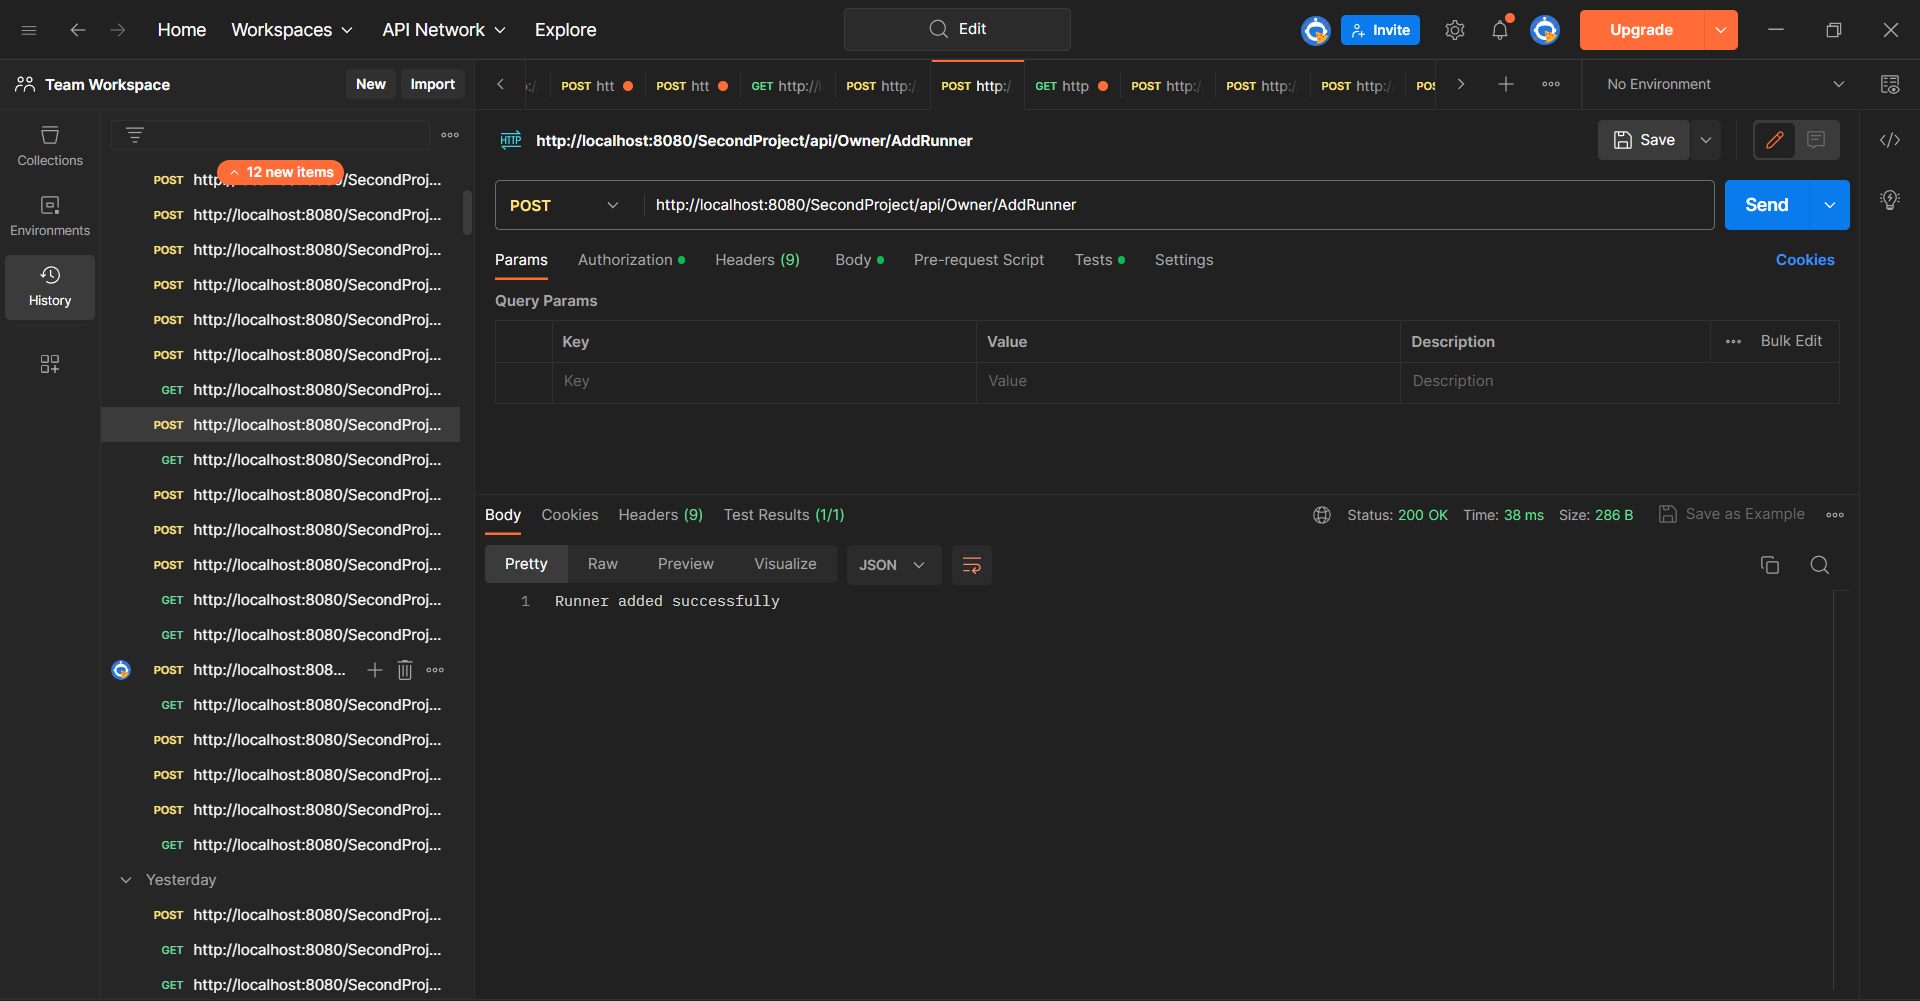 Home Workspaces API Network Explore Edit Invite Upgrade
Team Workspace New Import
POST htt POST htt GET http:// POST http:/ POST http:/ GET http POST http:/ POST http:/ POST http:/ POS
No Environment
Collections
Environments
History
12 new items
POST http://localhost:8080/SecondProj...
POST http://localhost:8080/SecondProj...
POST http://localhost:8080/SecondProj...
POST http://localhost:8080/SecondProj...
POST http://localhost:8080/SecondProj...
POST http://localhost:8080/SecondProj...
GET http://localhost:8080/SecondProj...
POST http://localhost:8080/SecondProj...
GET http://localhost:8080/SecondProj...
POST http://localhost:8080/SecondProj...
POST http://localhost:8080/SecondProj...
POST http://localhost:8080/SecondProj...
GET http://localhost:8080/SecondProj...
GET http://localhost:8080/SecondProj...
POST http://localhost:808...
GET http://localhost:8080/SecondProj...
POST http://localhost:8080/SecondProj...
POST http://localhost:8080/SecondProj...
POST http://localhost:8080/SecondProj...
GET http://localhost:8080/SecondProj...
Yesterday
POST http://localhost:8080/SecondProj...
GET http://localhost:8080/SecondProj...
GET http://localhost:8080/SecondProj...
HTTP http://localhost:8080/SecondProject/api/Owner/AddRunner
Save
POST http://localhost:8080/SecondProject/api/Owner/AddRunner
Send
Params Authorization Headers (9) Body Pre-request Script Tests Settings
Cookies
Query Params
Key Value Description Bulk Edit
Key Value Description
Body Cookies Headers (9) Test Results (1/1)
Status: 200 OK Time: 38 ms Size: 286 B Save as Example
Pretty Raw Preview Visualize JSON
1 Runner added successfully